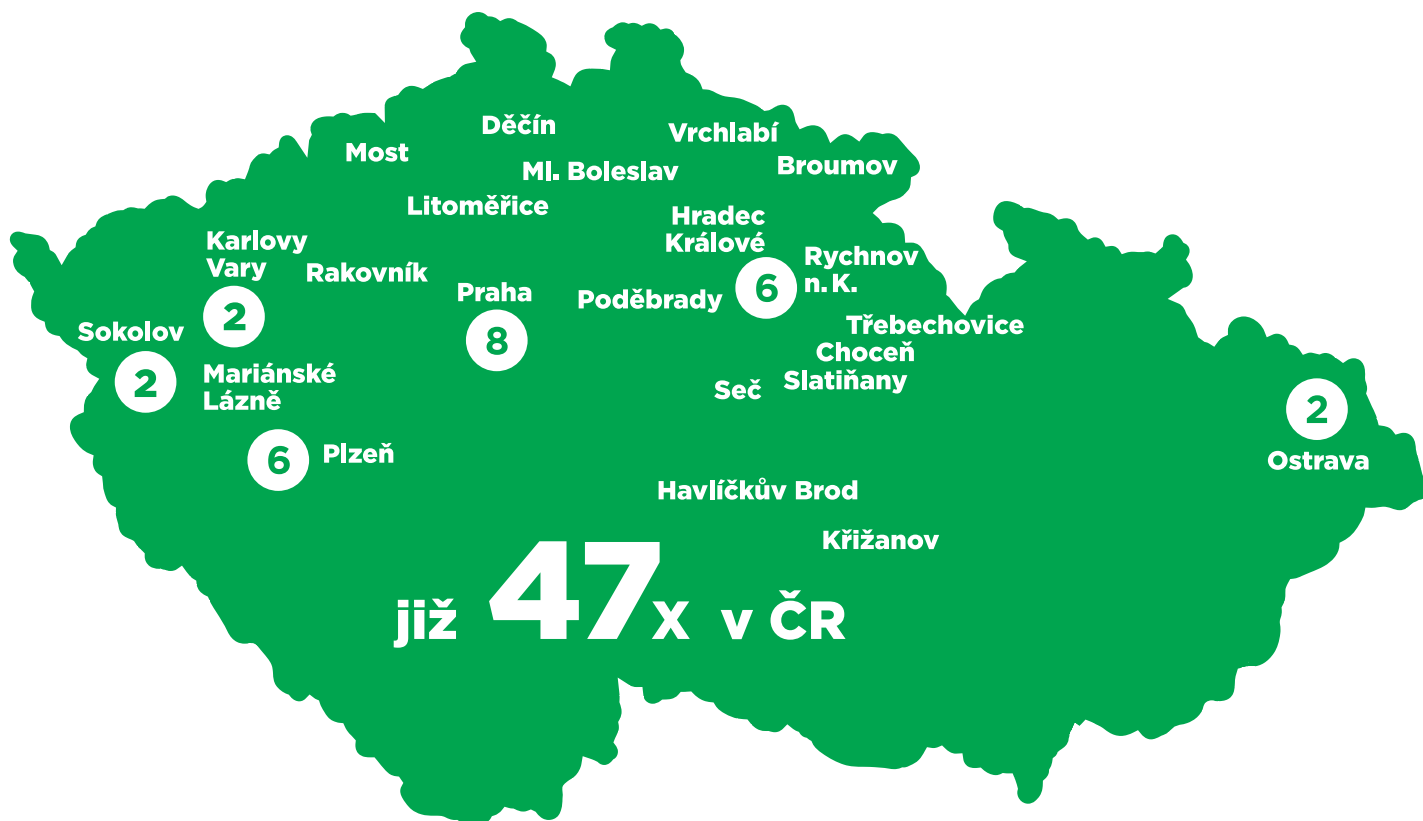 Děčín
Vrchlabí
Most
Ml. Boleslav
Broumov
Litoměřice
Hradec
Králové
6
Karlovy
Vary
2
Rakovník
Rychnov
n. K.
Praha
8
Poděbrady
Sokolov
2
Třebechovice
Choceň
Slatiňany
Seč
Mariánské
Lázně
2
Ostrava
6 Plzeň
Havlíčkův Brod
Křižanov
již 47x v ČR